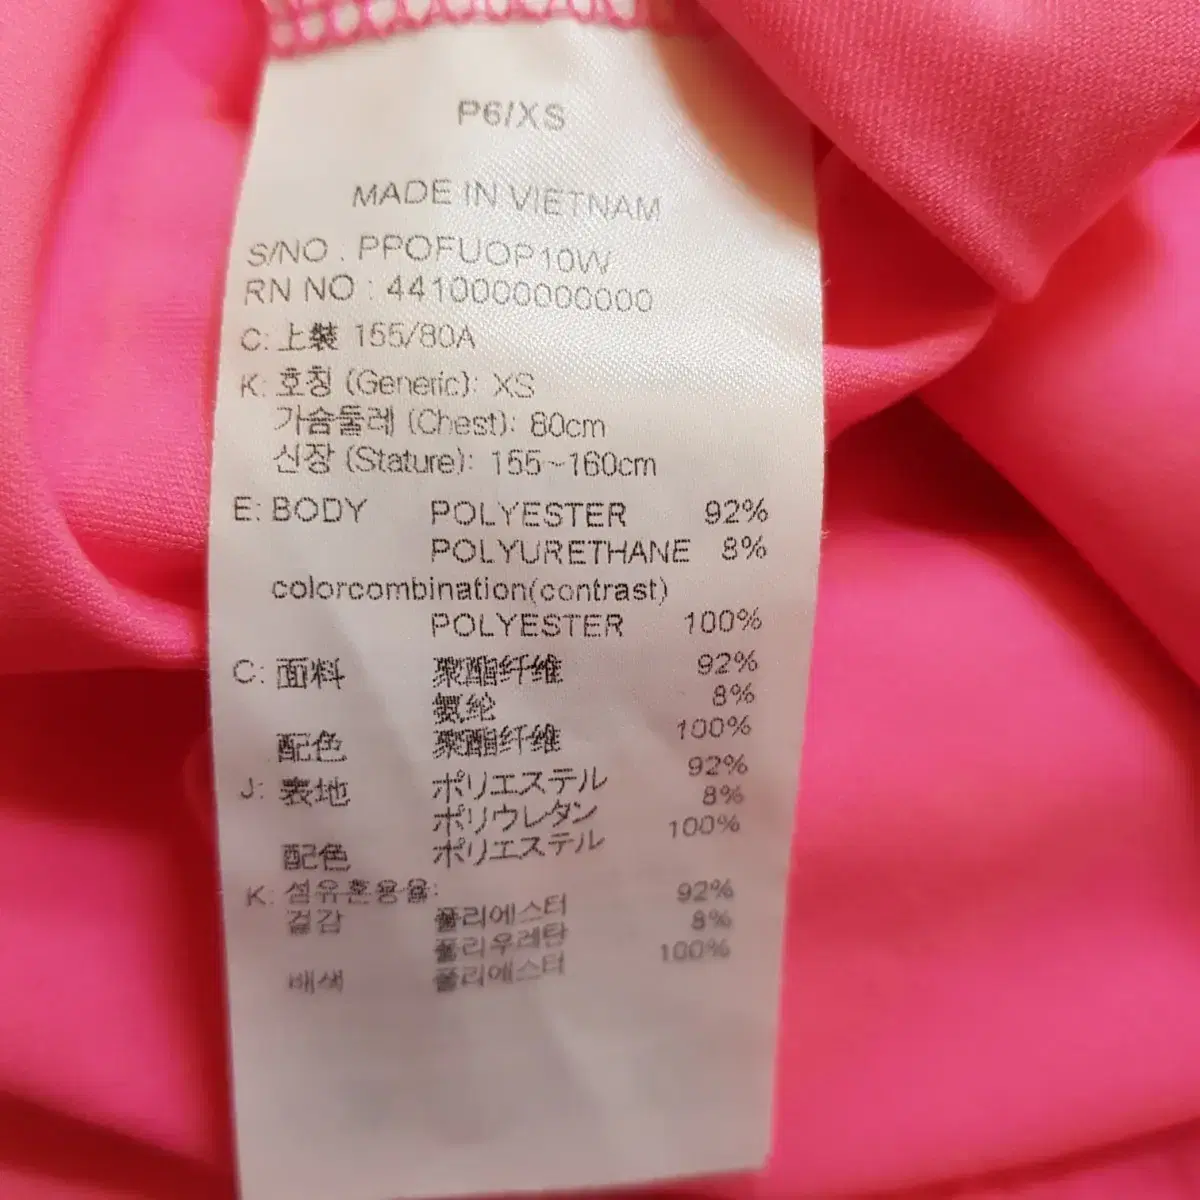 P6/XS
MADE IN VIETNAM
S/NO : PPOFUOP10W
RN NO : 4410000000000
C: 上裝 155/80A
K: 호칭 (Generic): XS
가슴둘레 (Chest): 80cm
신장 (Stature): 155~160cm
E: BODY POLYESTER 92%
POLYURETHANE 8%
colorcombination(contrast)
POLYESTER 100%
C: 面料 聚酯纤维 92%
氨纶 8%
配色 聚酯纤维 100%
J: 表地 ポリエステル 92%
ポリウレタン 8%
配色 ポリエステル 100%
K: 섬유혼용율:
겉감 폴리에스터 92%
폴리우레탄 8%
배색 폴리에스터 100%